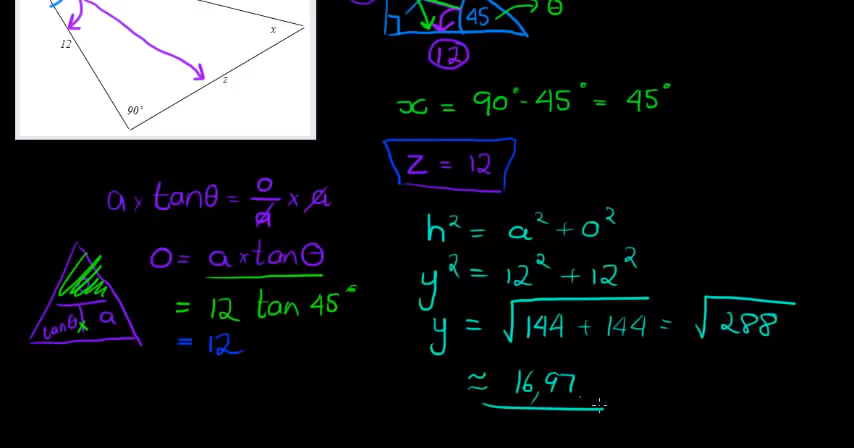 12
x
z
90°
45
θ
12
x = 90° - 45° = 45°
z = 12
a × tanθ = o/a × a
o = a × tanθ
= 12 tan 45°
= 12
tanθ × a
h² = a² + o²
y² = 12² + 12²
y = √144 + 144 = √288
≈ 16,97